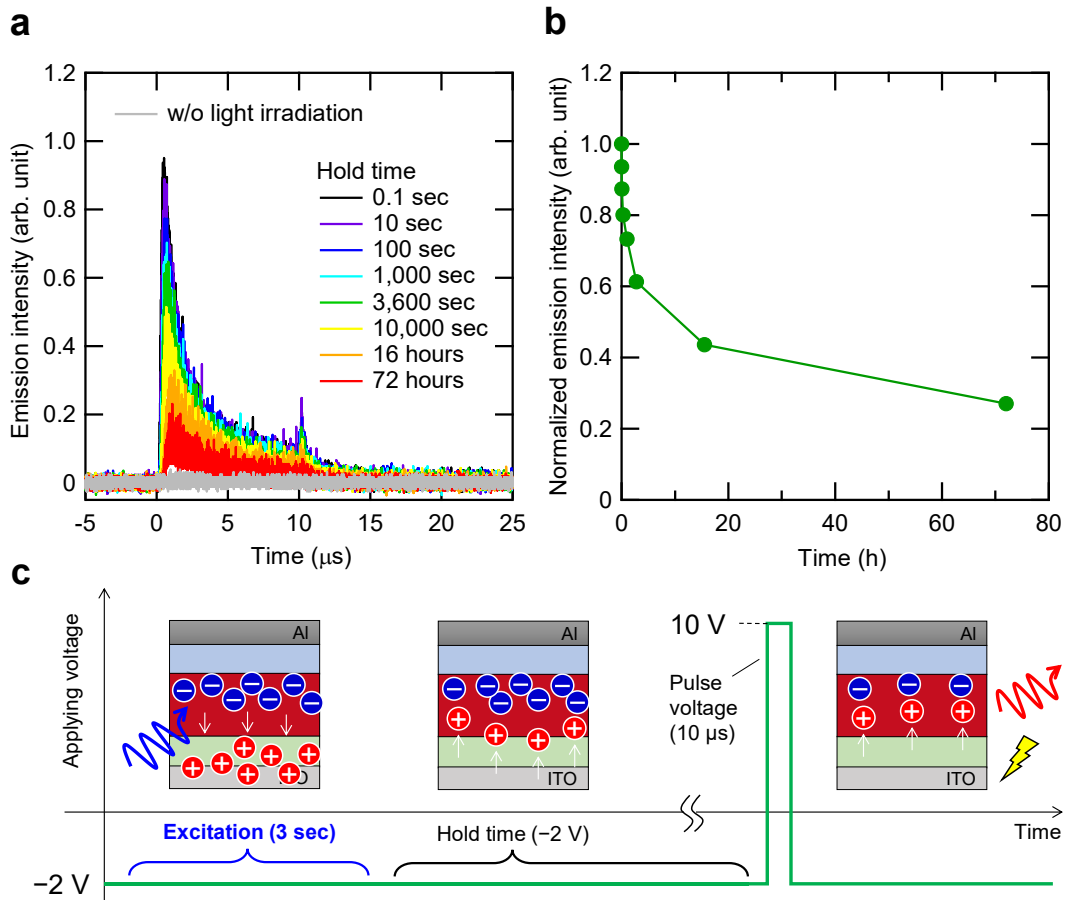 a
Emission intensity (arb. unit)
1.2
1.0
0.8
0.6
0.4
0.2
0
-5
0
5
10
15
20
25
Time (μs)
w/o light irradiation
Hold time
0.1 sec
10 sec
100 sec
1,000 sec
3,600 sec
10,000 sec
16 hours
72 hours
b
Normalized emission intensity (arb. unit)
1.2
1.0
0.8
0.6
0.4
0.2
0
0
20
40
60
80
Time (h)
c
Applying voltage
Al
Al
ITO
10 V
Pulse
voltage
(10 μs)
Al
ITO
Time
Excitation (3 sec)
Hold time (−2 V)
−2 V